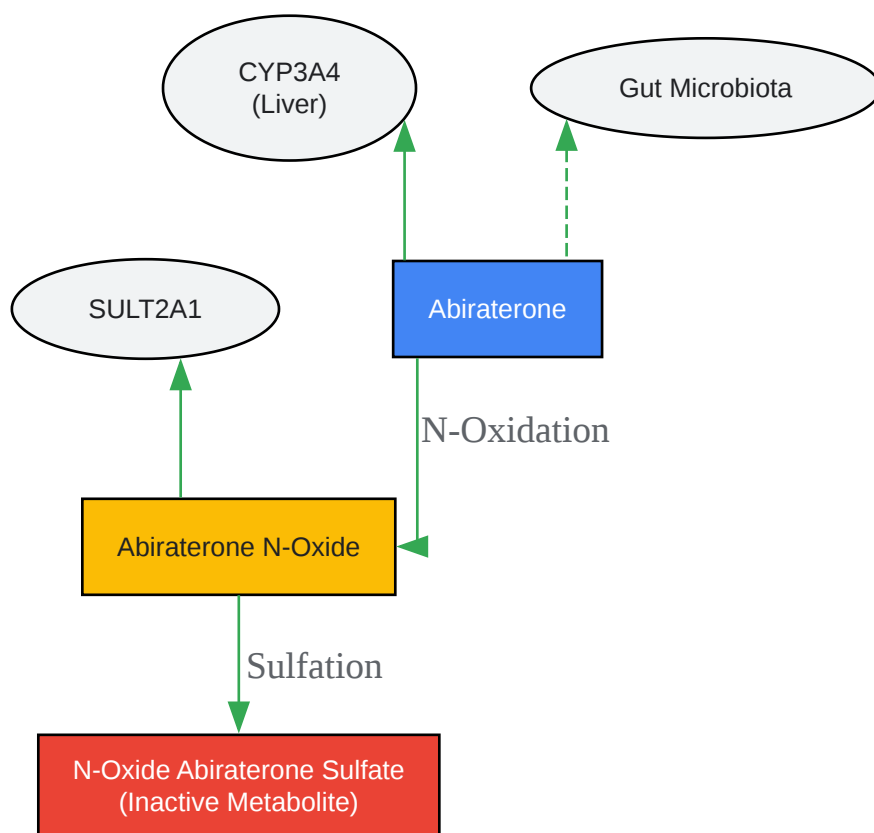 CYP3A4
(Liver)
Gut Microbiota
SULT2A1
Abiraterone
N-Oxidation
Abiraterone N-Oxide
Sulfation
N-Oxide Abiraterone Sulfate
(Inactive Metabolite)